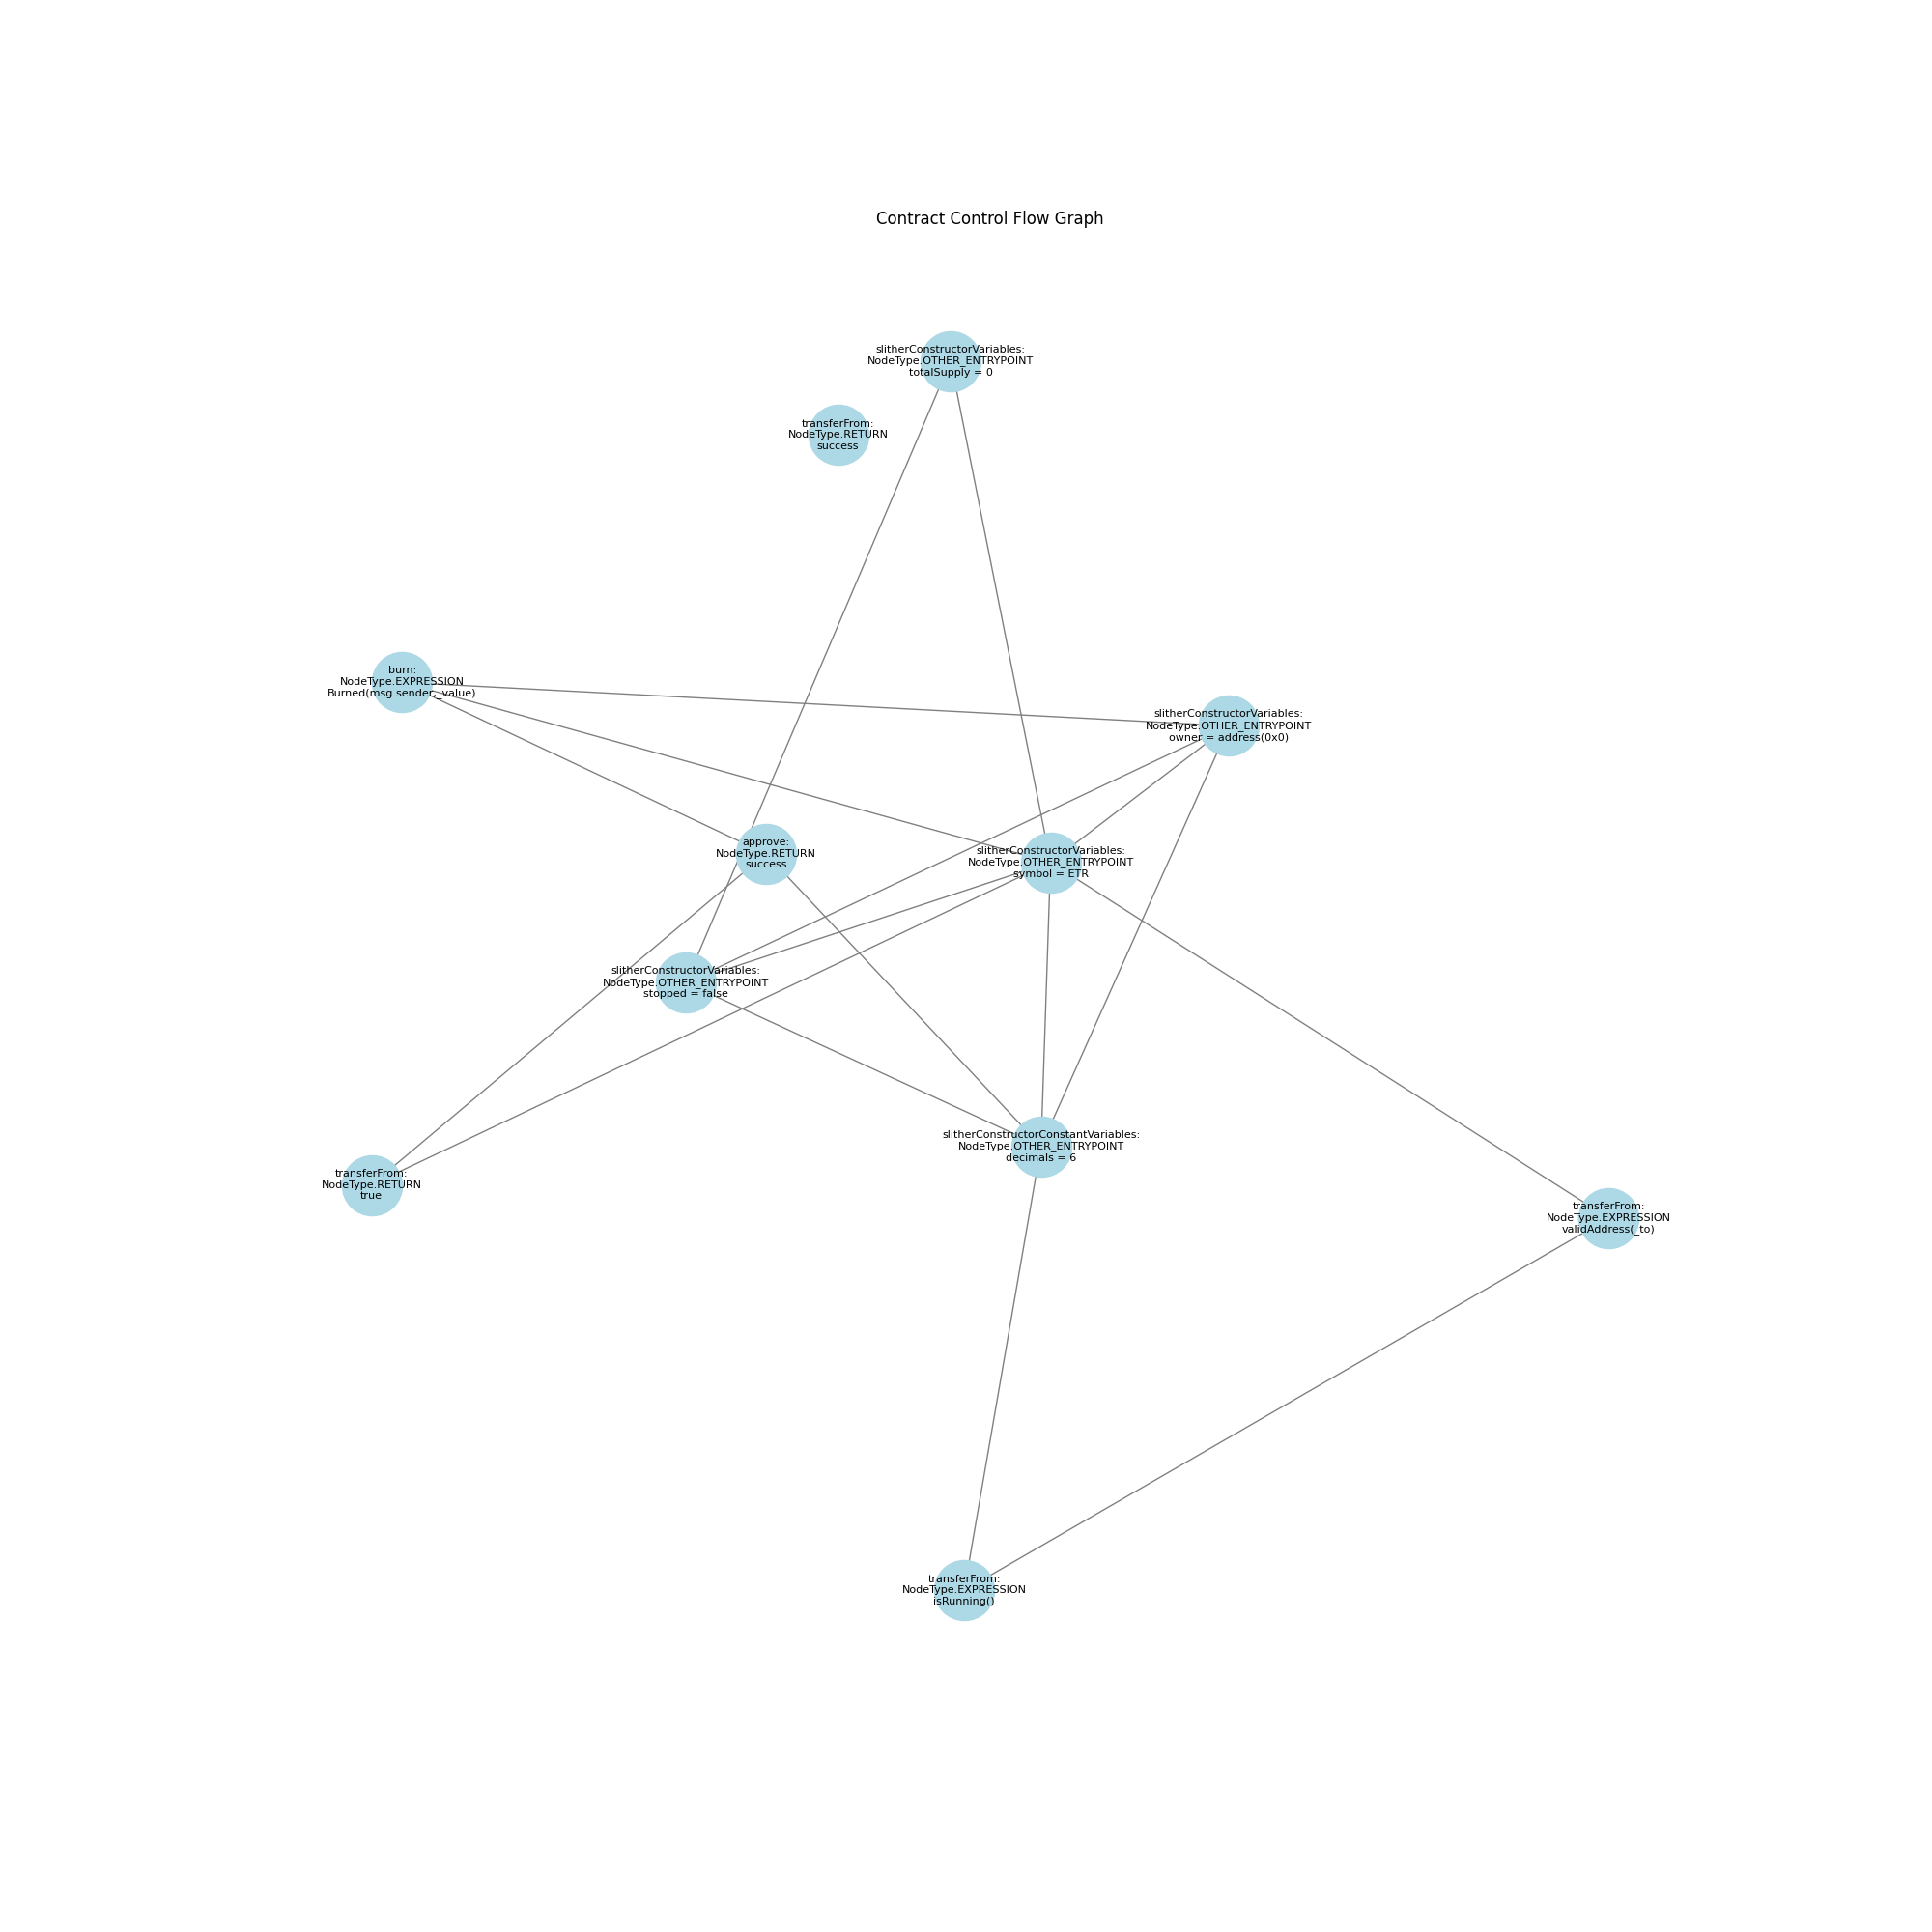 Contract Control Flow Graph
slitherConstructorVariables:
NodeType.OTHER_ENTRYPOINT
totalSupply = 0
transferFrom:
NodeType.RETURN
success
burn:
NodeType.EXPRESSION
Burned(msg.sender,_value)
slitherConstructorVariables:
NodeType.OTHER_ENTRYPOINT
owner = address(0x0)
approve:
NodeType.RETURN
success
slitherConstructorVariables:
NodeType.OTHER_ENTRYPOINT
symbol = ETR
slitherConstructorVariables:
NodeType.OTHER_ENTRYPOINT
stopped = false
slitherConstructorConstantVariables:
NodeType.OTHER_ENTRYPOINT
decimals = 6
transferFrom:
NodeType.RETURN
true
transferFrom:
NodeType.EXPRESSION
validAddress(_to)
transferFrom:
NodeType.EXPRESSION
isRunning()